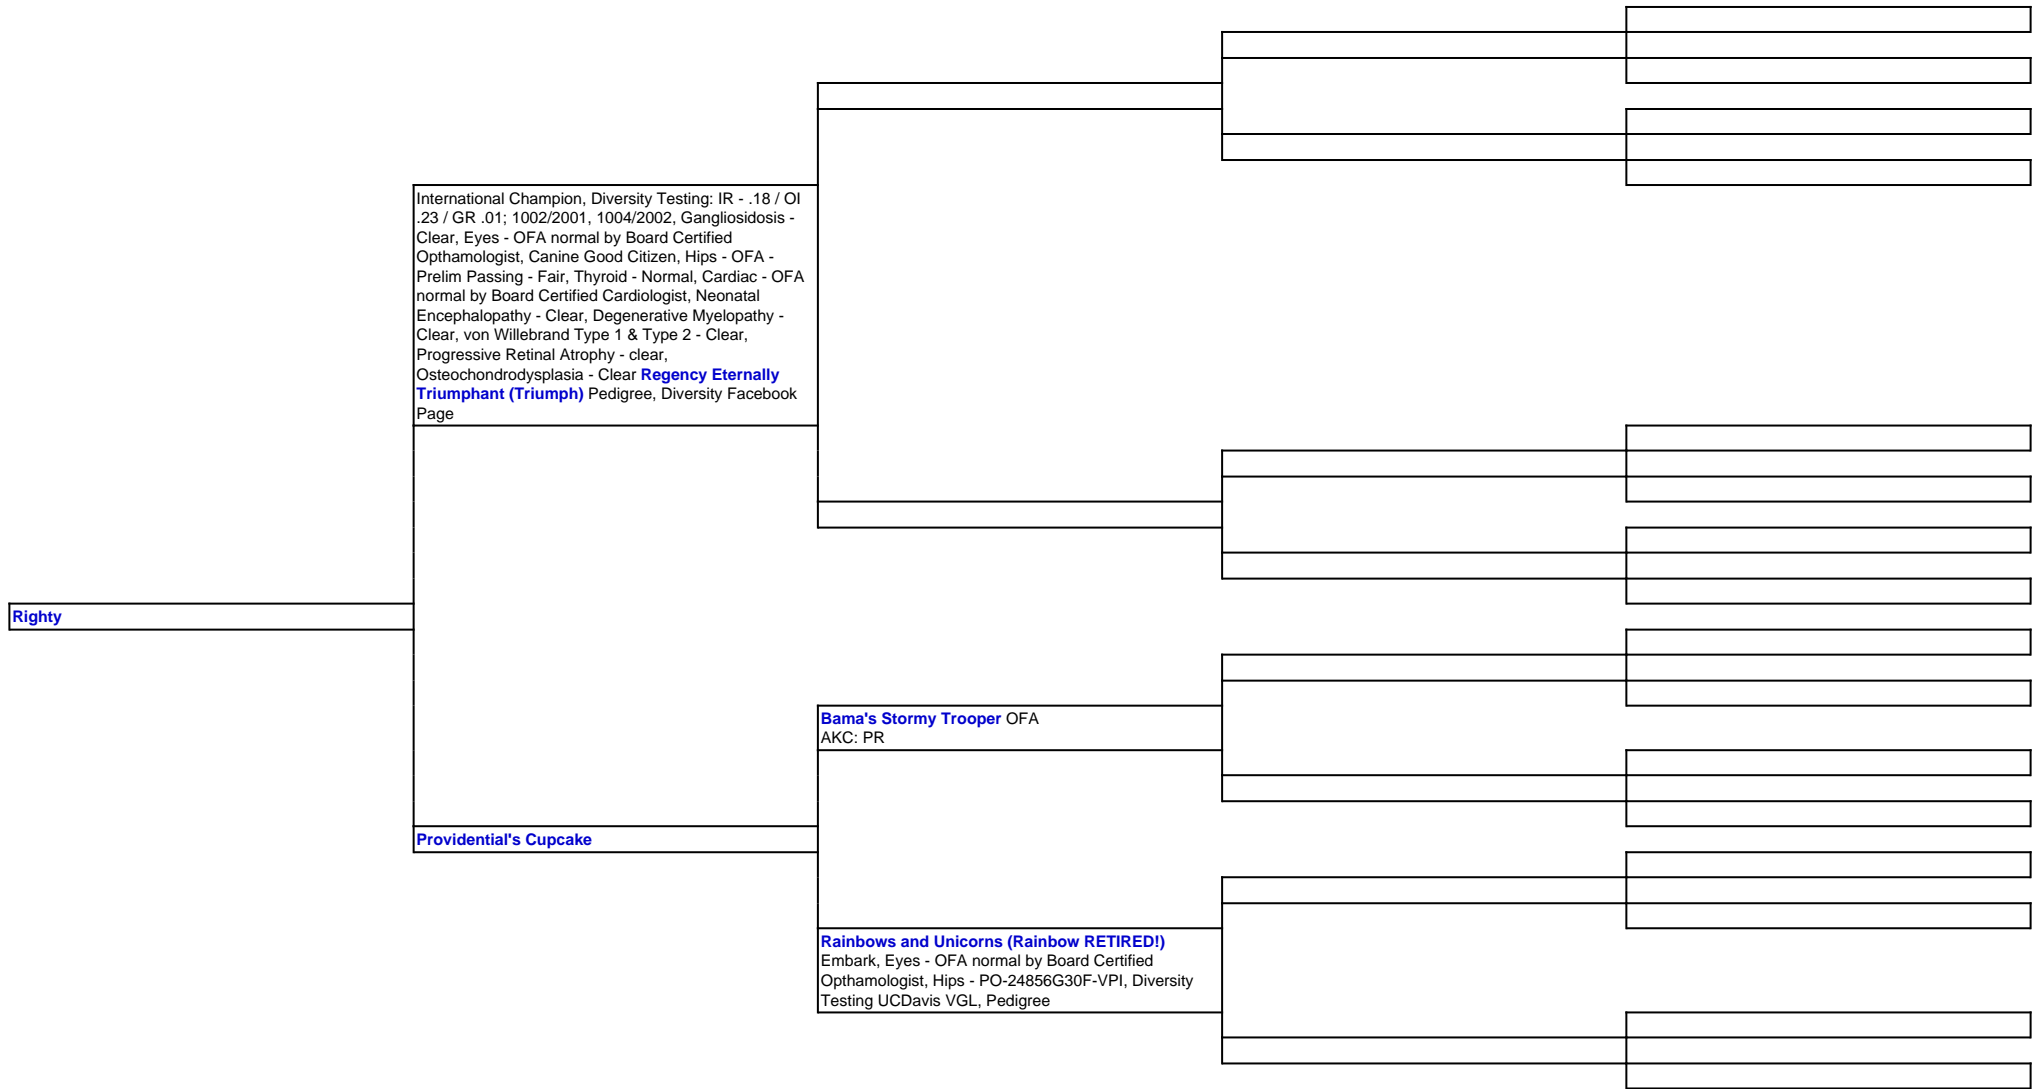 International Champion, Diversity Testing: IR - .18 / OI
.23 / GR .01; 1002/2001, 1004/2002, Gangliosidosis -
Clear, Eyes - OFA normal by Board Certified
Opthamologist, Canine Good Citizen, Hips - OFA -
Prelim Passing - Fair, Thyroid - Normal, Cardiac - OFA
normal by Board Certified Cardiologist, Neonatal
Encephalopathy - Clear, Degenerative Myelopathy -
Clear, von Willebrand Type 1 & Type 2 - Clear,
Progressive Retinal Atrophy - clear,
Osteochondrodysplasia - Clear Regency Eternally
Triumphant (Triumph) Pedigree, Diversity Facebook
Page
Righty
Bama's Stormy Trooper OFA
AKC: PR
Providential's Cupcake
Rainbows and Unicorns (Rainbow RETIRED!)
Embark, Eyes - OFA normal by Board Certified
Opthamologist, Hips - PO-24856G30F-VPI, Diversity
Testing UCDavis VGL, Pedigree